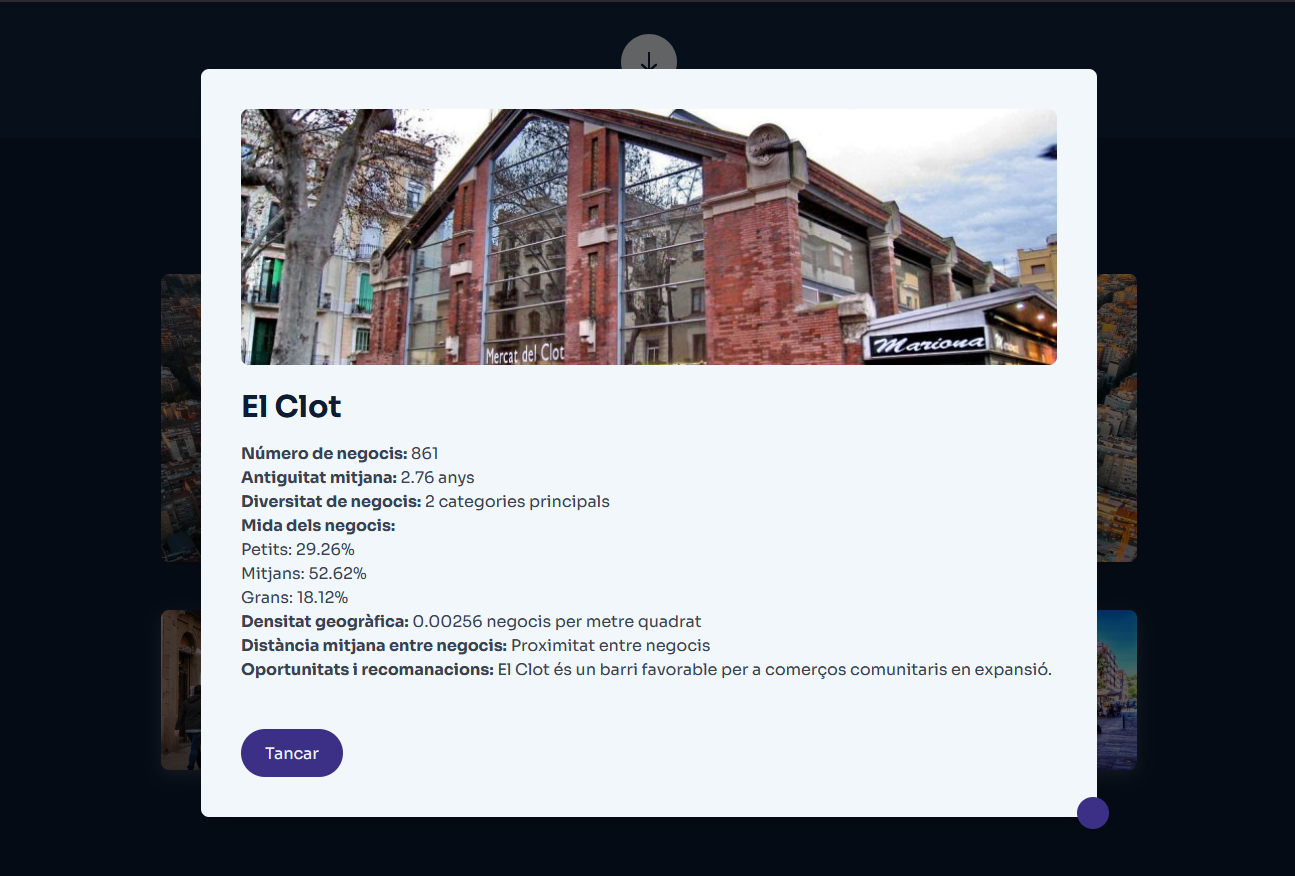 Mercat del Clot
Mariona
El Clot
Número de negocis: 861
Antiguitat mitjana: 2.76 anys
Diversitat de negocis: 2 categories principals
Mida dels negocis:
Petits: 29.26%
Mitjans: 52.62%
Grans: 18.12%
Densitat geogràfica: 0.00256 negocis per metre quadrat
Distància mitjana entre negocis: Proximitat entre negocis
Oportunitats i recomanacions: El Clot és un barri favorable per a comerços comunitaris en expansió.
Tancar